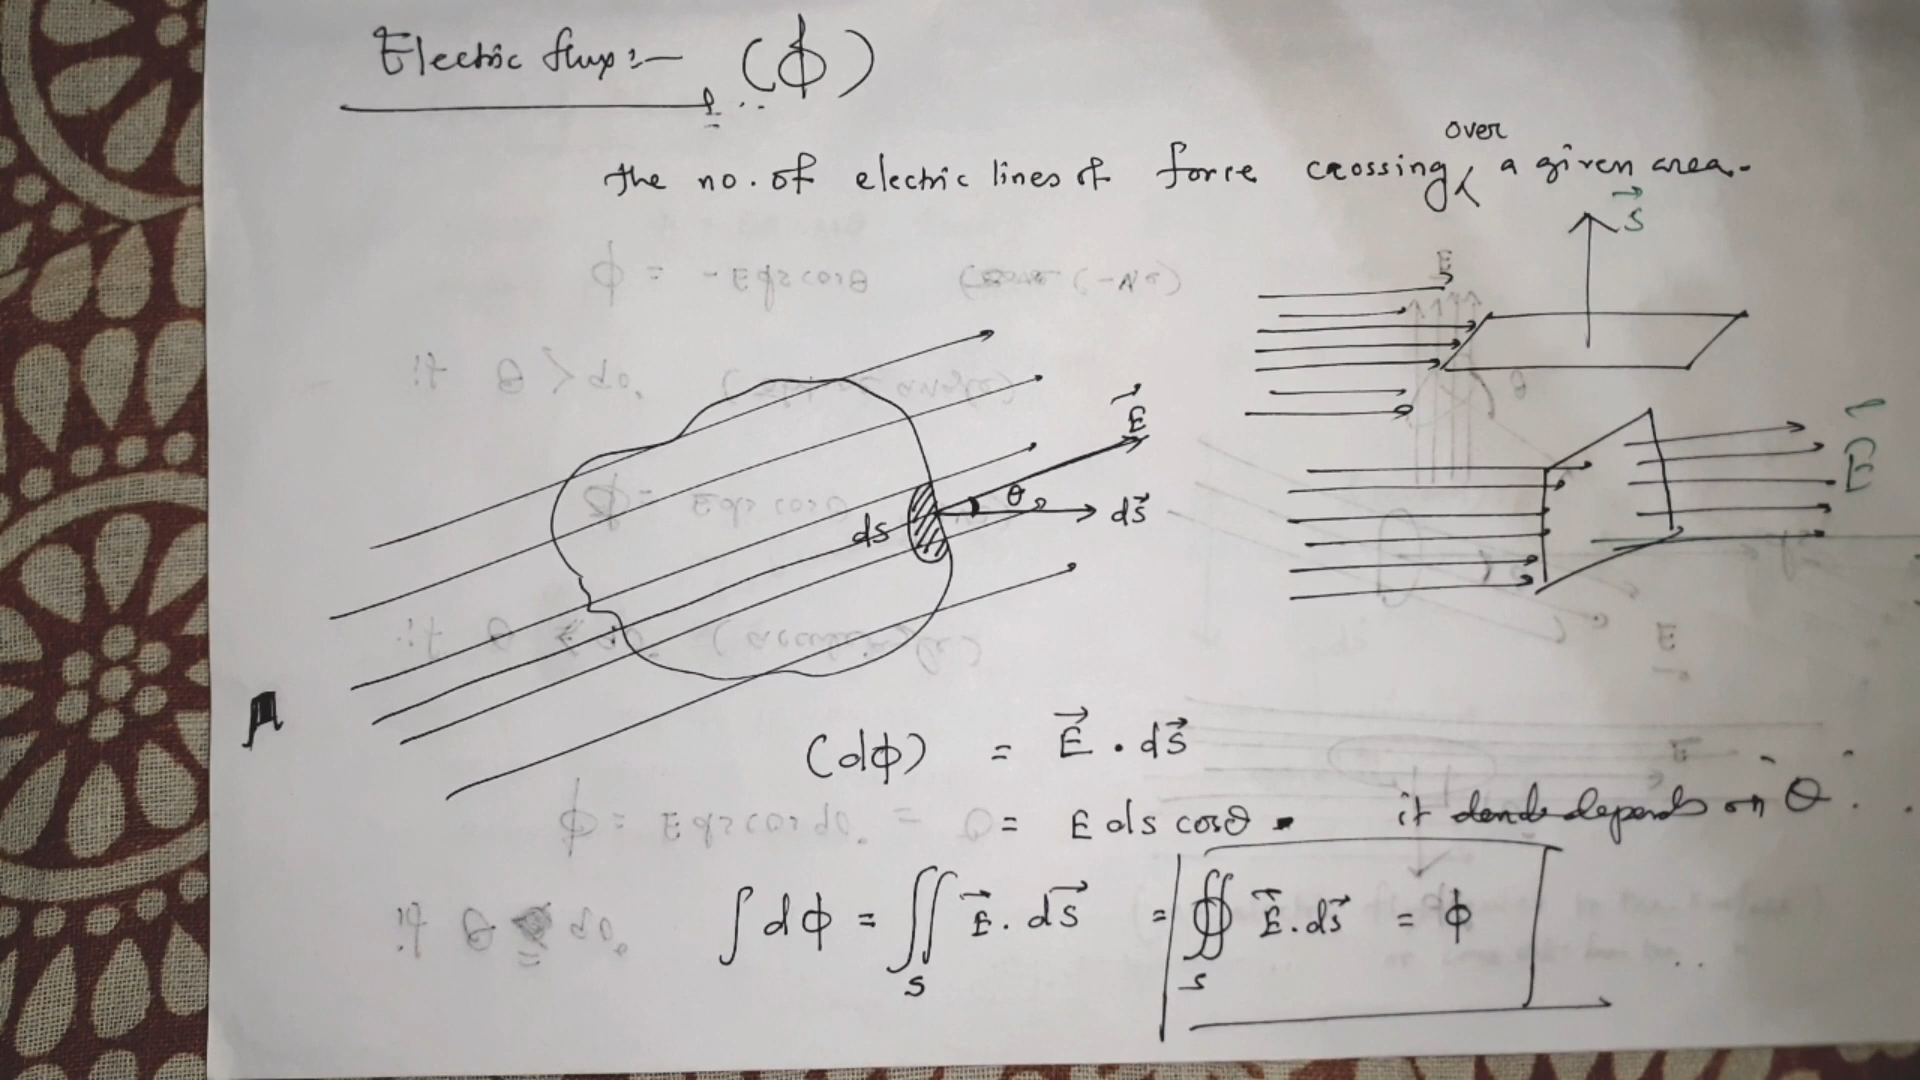 Electric flux :— (ϕ)
over
the no. of electric lines of force crossing a given area.
S⃗
E
E⃗
θ
ds
ds⃗
E⃗
(dϕ) = E⃗ . ds⃗
= E ds cosθ it depends on "θ".
∫dϕ = ∬ E⃗ . ds⃗ = ∯ E⃗ . ds⃗ = ϕ
S S